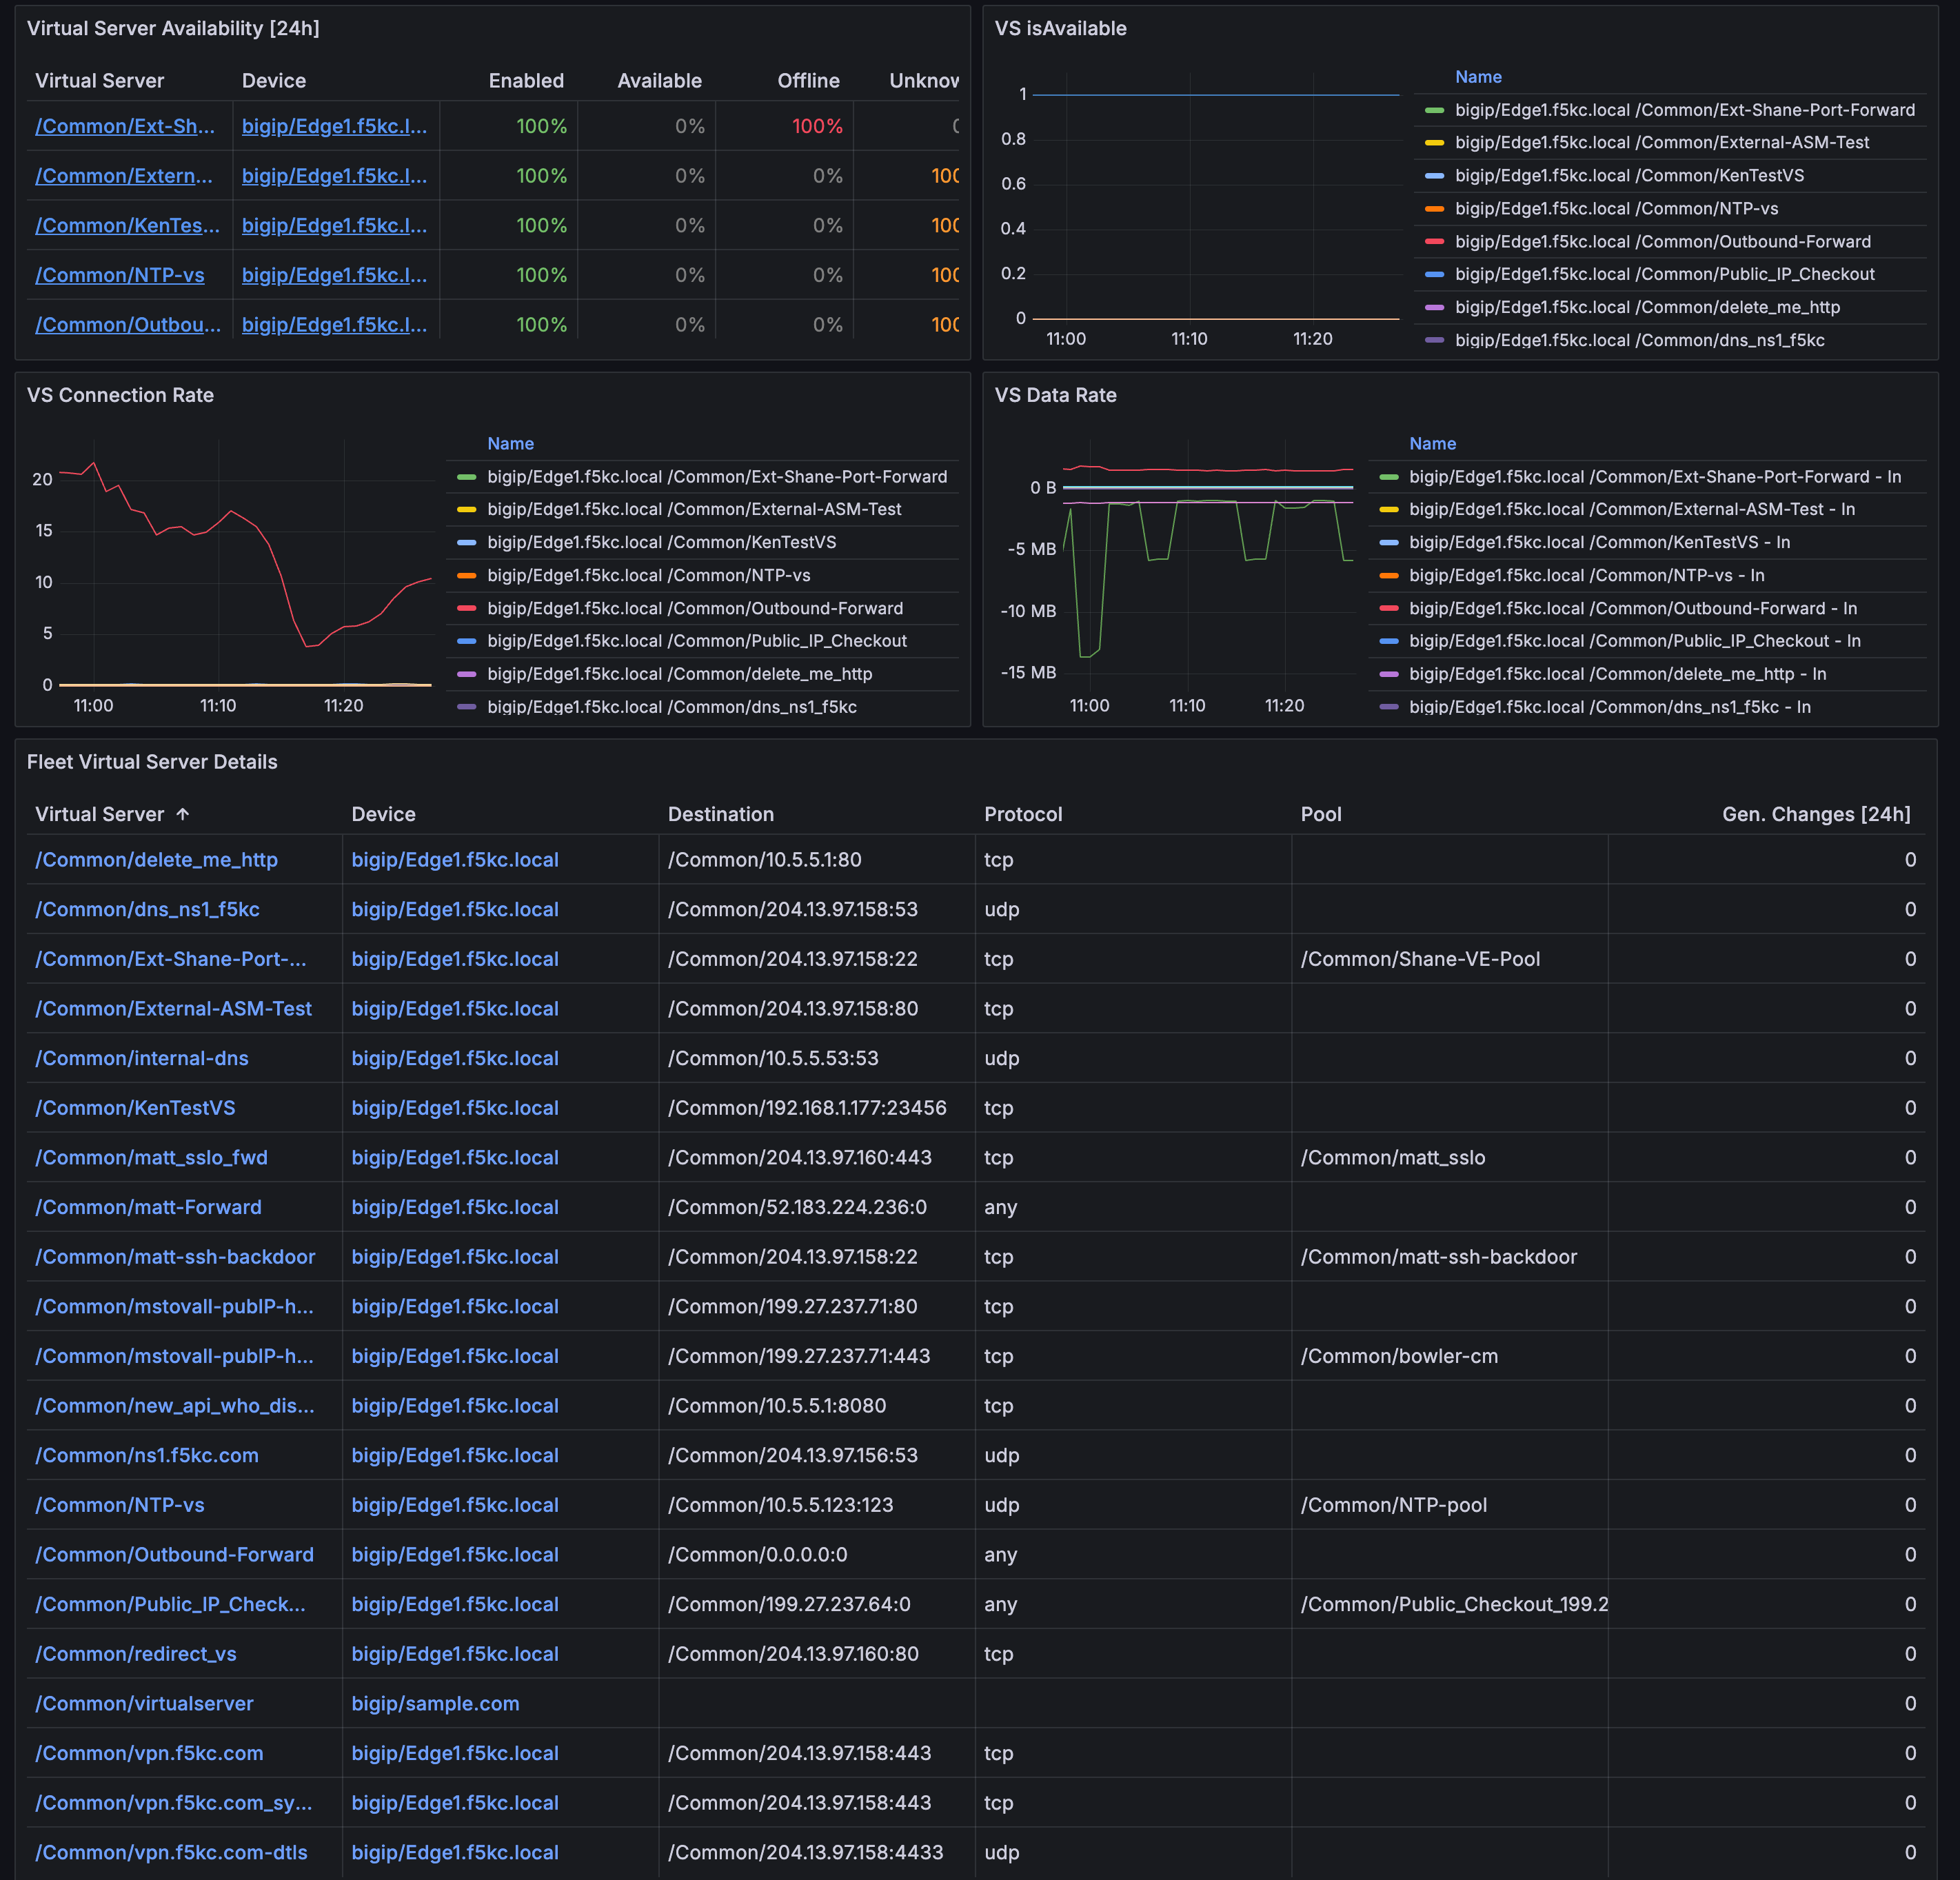 Virtual Server Availability [24h]
Virtual Server Device Enabled Available Offline Unknow
/Common/Ext-Sh... bigip/Edge1.f5kc.l... 100% 0% 100% 0
/Common/Extern... bigip/Edge1.f5kc.l... 100% 0% 0% 100
/Common/KenTes... bigip/Edge1.f5kc.l... 100% 0% 0% 100
/Common/NTP-vs bigip/Edge1.f5kc.l... 100% 0% 0% 100
/Common/Outbou... bigip/Edge1.f5kc.l... 100% 0% 0% 100
VS isAvailable
1
0.8
0.6
0.4
0.2
0
11:00 11:10 11:20
Name
bigip/Edge1.f5kc.local /Common/Ext-Shane-Port-Forward
bigip/Edge1.f5kc.local /Common/External-ASM-Test
bigip/Edge1.f5kc.local /Common/KenTestVS
bigip/Edge1.f5kc.local /Common/NTP-vs
bigip/Edge1.f5kc.local /Common/Outbound-Forward
bigip/Edge1.f5kc.local /Common/Public_IP_Checkout
bigip/Edge1.f5kc.local /Common/delete_me_http
bigip/Edge1.f5kc.local /Common/dns_ns1_f5kc
VS Connection Rate
20
15
10
5
0
11:00 11:10 11:20
Name
bigip/Edge1.f5kc.local /Common/Ext-Shane-Port-Forward
bigip/Edge1.f5kc.local /Common/External-ASM-Test
bigip/Edge1.f5kc.local /Common/KenTestVS
bigip/Edge1.f5kc.local /Common/NTP-vs
bigip/Edge1.f5kc.local /Common/Outbound-Forward
bigip/Edge1.f5kc.local /Common/Public_IP_Checkout
bigip/Edge1.f5kc.local /Common/delete_me_http
bigip/Edge1.f5kc.local /Common/dns_ns1_f5kc
VS Data Rate
0 B
-5 MB
-10 MB
-15 MB
11:00 11:10 11:20
Name
bigip/Edge1.f5kc.local /Common/Ext-Shane-Port-Forward - In
bigip/Edge1.f5kc.local /Common/External-ASM-Test - In
bigip/Edge1.f5kc.local /Common/KenTestVS - In
bigip/Edge1.f5kc.local /Common/NTP-vs - In
bigip/Edge1.f5kc.local /Common/Outbound-Forward - In
bigip/Edge1.f5kc.local /Common/Public_IP_Checkout - In
bigip/Edge1.f5kc.local /Common/delete_me_http - In
bigip/Edge1.f5kc.local /Common/dns_ns1_f5kc - In
Fleet Virtual Server Details
Virtual Server ↑ Device Destination Protocol Pool Gen. Changes [24h]
/Common/delete_me_http bigip/Edge1.f5kc.local /Common/10.5.5.1:80 tcp 0
/Common/dns_ns1_f5kc bigip/Edge1.f5kc.local /Common/204.13.97.158:53 udp 0
/Common/Ext-Shane-Port-... bigip/Edge1.f5kc.local /Common/204.13.97.158:22 tcp /Common/Shane-VE-Pool 0
/Common/External-ASM-Test bigip/Edge1.f5kc.local /Common/204.13.97.158:80 tcp 0
/Common/internal-dns bigip/Edge1.f5kc.local /Common/10.5.5.53:53 udp 0
/Common/KenTestVS bigip/Edge1.f5kc.local /Common/192.168.1.177:23456 tcp 0
/Common/matt_sslo_fwd bigip/Edge1.f5kc.local /Common/204.13.97.160:443 tcp /Common/matt_sslo 0
/Common/matt-Forward bigip/Edge1.f5kc.local /Common/52.183.224.236:0 any 0
/Common/matt-ssh-backdoor bigip/Edge1.f5kc.local /Common/204.13.97.158:22 tcp /Common/matt-ssh-backdoor 0
/Common/mstovall-pubIP-h... bigip/Edge1.f5kc.local /Common/199.27.237.71:80 tcp 0
/Common/mstovall-pubIP-h... bigip/Edge1.f5kc.local /Common/199.27.237.71:443 tcp /Common/bowler-cm 0
/Common/new_api_who_dis... bigip/Edge1.f5kc.local /Common/10.5.5.1:8080 tcp 0
/Common/ns1.f5kc.com bigip/Edge1.f5kc.local /Common/204.13.97.156:53 udp 0
/Common/NTP-vs bigip/Edge1.f5kc.local /Common/10.5.5.123:123 udp /Common/NTP-pool 0
/Common/Outbound-Forward bigip/Edge1.f5kc.local /Common/0.0.0.0:0 any 0
/Common/Public_IP_Check... bigip/Edge1.f5kc.local /Common/199.27.237.64:0 any /Common/Public_Checkout_199.2 0
/Common/redirect_vs bigip/Edge1.f5kc.local /Common/204.13.97.160:80 tcp 0
/Common/virtualserver bigip/sample.com 0
/Common/vpn.f5kc.com bigip/Edge1.f5kc.local /Common/204.13.97.158:443 tcp 0
/Common/vpn.f5kc.com_sy... bigip/Edge1.f5kc.local /Common/204.13.97.158:443 tcp 0
/Common/vpn.f5kc.com-dtls bigip/Edge1.f5kc.local /Common/204.13.97.158:4433 udp 0